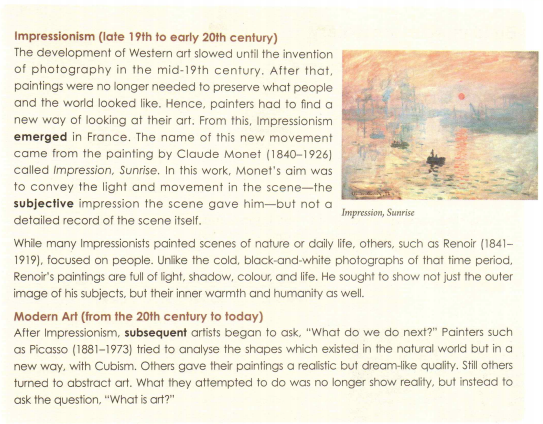 Impressionism (late 19th to early 20th century)
The development of Western art slowed until the invention
of photography in the mid-19th century. After that,
paintings were no longer needed to preserve what people
and the world looked like. Hence, painters had to find a
new way of looking at their art. From this, Impressionism
emerged in France. The name of this new movement
came from the painting by Claude Monet (1840–1926)
called Impression, Sunrise. In this work, Monet's aim was
to convey the light and movement in the scene—the
subjective impression the scene gave him—but not a
detailed record of the scene itself.
Impression, Sunrise
While many Impressionists painted scenes of nature or daily life, others, such as Renoir (1841–
1919), focused on people. Unlike the cold, black-and-white photographs of that time period,
Renoir's paintings are full of light, shadow, colour, and life. He sought to show not just the outer
image of his subjects, but their inner warmth and humanity as well.
Modern Art (from the 20th century to today)
After Impressionism, subsequent artists began to ask, "What do we do next?" Painters such
as Picasso (1881–1973) tried to analyse the shapes which existed in the natural world but in a
new way, with Cubism. Others gave their paintings a realistic but dream-like quality. Still others
turned to abstract art. What they attempted to do was no longer show reality, but instead to
ask the question, "What is art?"